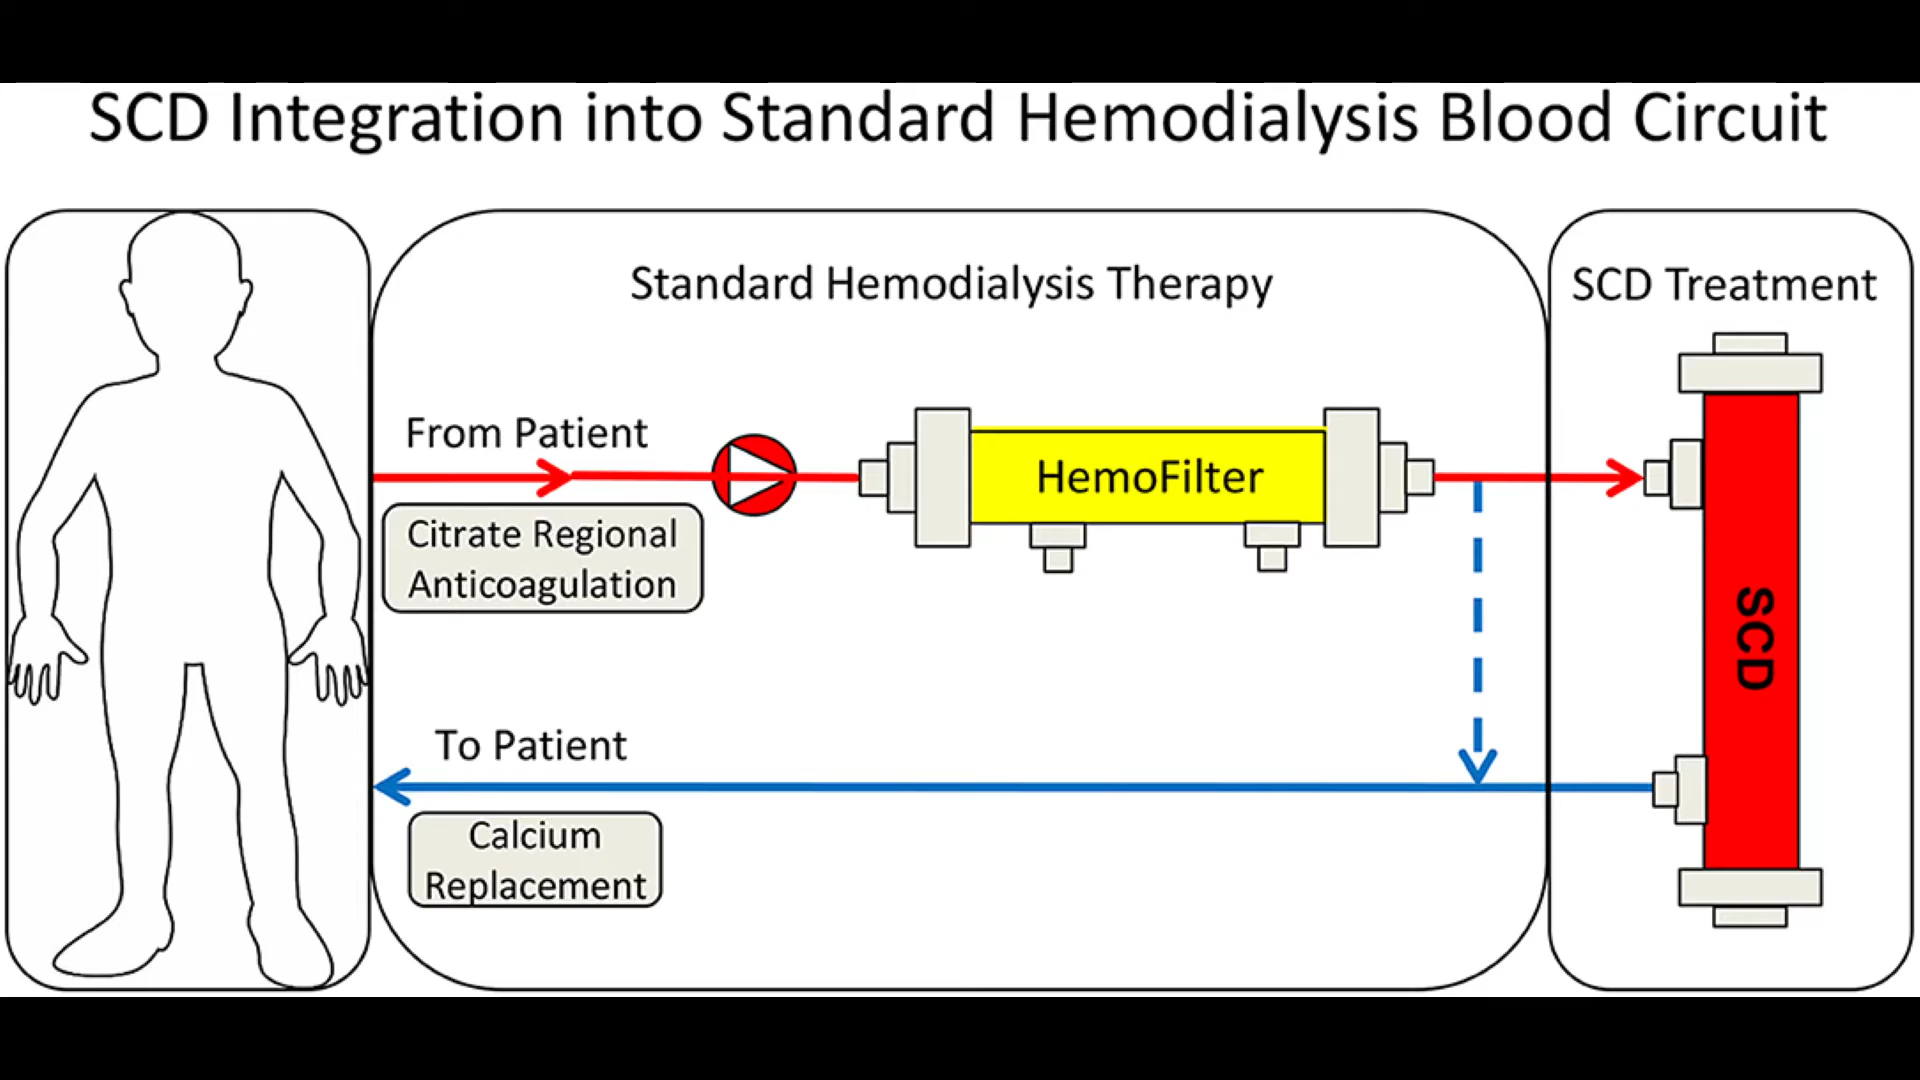 SCD Integration into Standard Hemodialysis Blood Circuit
Standard Hemodialysis Therapy
SCD Treatment
From Patient
HemoFilter
Citrate Regional
Anticoagulation
SCD
To Patient
Calcium
Replacement